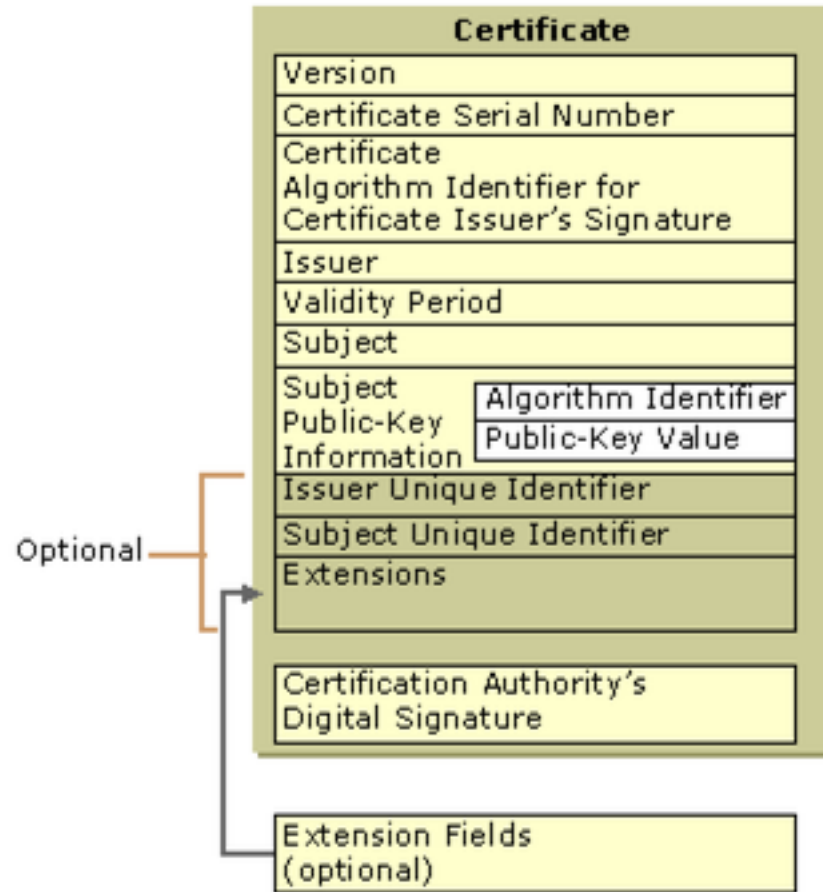 Certificate
Version
Certificate Serial Number
Certificate
Algorithm Identifier for
Certificate Issuer’s Signature
Issuer
Validity Period
Subject
Subject
Public-Key
Information
Algorithm Identifier
Public-Key Value
Issuer Unique Identifier
Subject Unique Identifier
Extensions
Optional
Certification Authority’s
Digital Signature
Extension Fields
(optional)